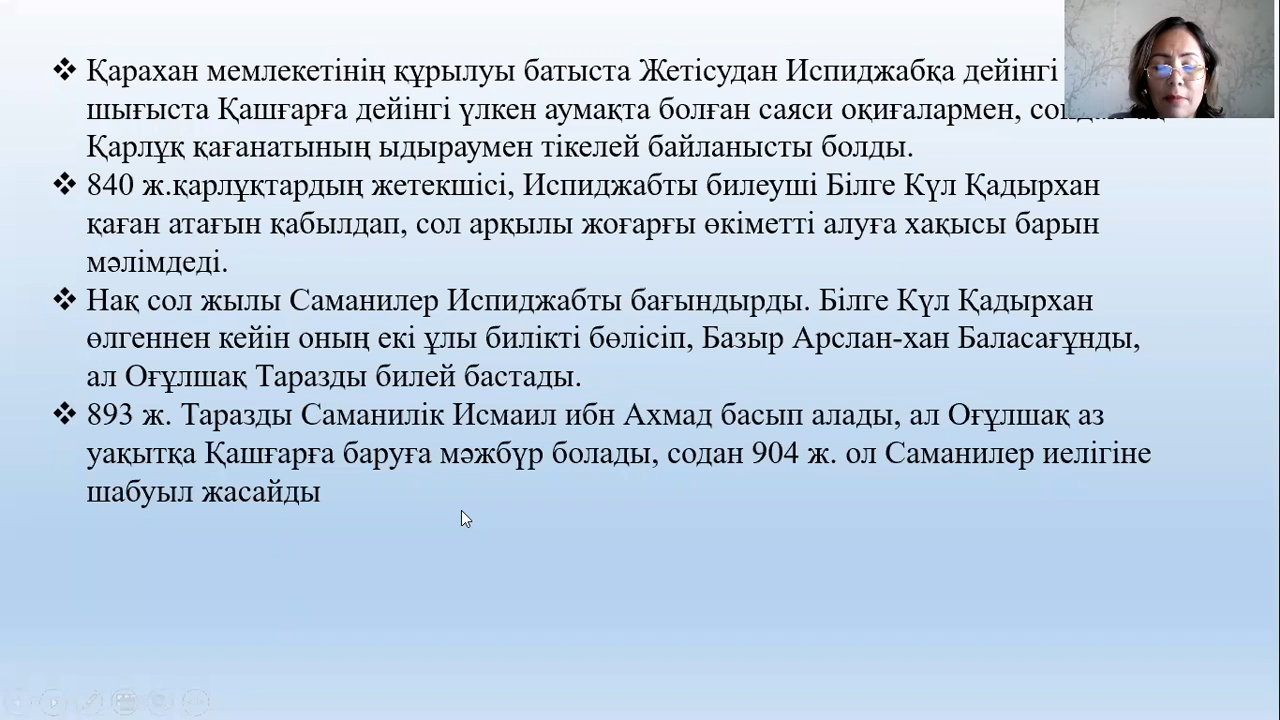 Қарахан мемлекетінің құрылуы батыста Жетісудан Испиджабқа дейінгі
шығыста Қашғарға дейінгі үлкен аумақта болған саяси оқиғалармен,
Қарлұқ қағанатының ыдыраумен тікелей байланысты болды.
840 ж.қарлұқтардың жетекшісі, Испиджабты билеуші Білге Күл Қадырхан
қаған атағын қабылдап, сол арқылы жоғарғы өкіметті алуға хақысы барын
мәлімдеді.
Нақ сол жылы Саманилер Испиджабты бағындырды. Білге Күл Қадырхан
өлгеннен кейін оның екі ұлы билікті бөлісіп, Базыр Арслан-хан Баласағұнды,
ал Оғұлшақ Таразды билей бастады.
893 ж. Таразды Саманилік Исмаил ибн Ахмад басып алады, ал Оғұлшақ аз
уақытқа Қашғарға баруға мәжбүр болады, содан 904 ж. ол Саманилер иелігіне
шабуыл жасайды